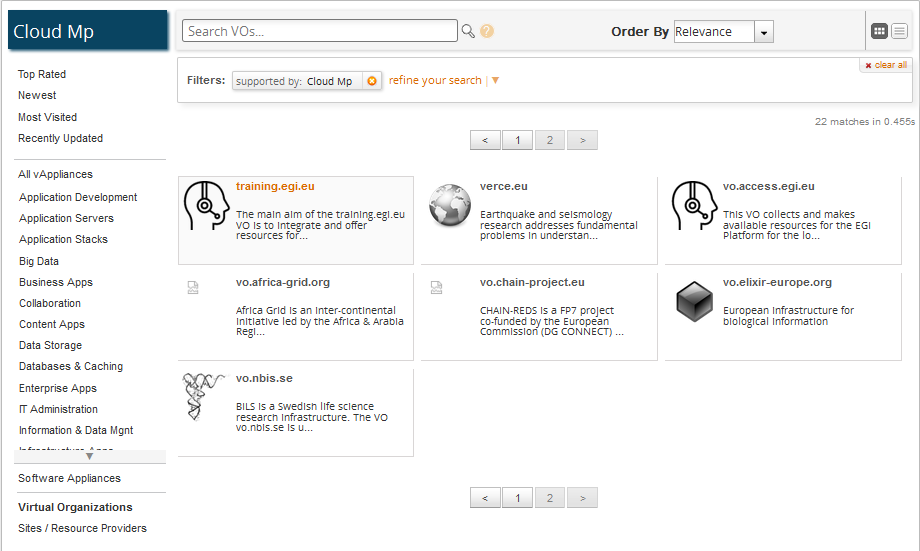 Cloud Mp
Search VOs...
?
Order By Relevance
Top Rated
Newest
Most Visited
Recently Updated
All vAppliances
Application Development
Application Servers
Application Stacks
Big Data
Business Apps
Collaboration
Content Apps
Data Storage
Databases & Caching
Enterprise Apps
IT Administration
Information & Data Mgnt
Infrastructure Apps
Software Appliances
Virtual Organizations
Sites / Resource Providers
Filters: supported by: Cloud Mp refine your search |
clear all
22 matches in 0.455s
< 1 2 >
training.egi.eu
The main aim of the training.egi.eu
VO is to integrate and offer
resources for...
verce.eu
Earthquake and seismology
research addresses fundamental
problems in understan...
vo.access.egi.eu
This VO collects and makes
available resources for the EGI
Platform for the lo...
vo.africa-grid.org
Africa Grid is an inter-continental
initiative led by the Africa & Arabia
Regi...
vo.chain-project.eu
CHAIN-REDS is a FP7 project
co-funded by the European
Commission (DG CONNECT) ...
vo.elixir-europe.org
European infrastructure for
biological information
vo.nbis.se
BILS is a Swedish life science
research infrastructure. The VO
vo.nbis.se is u...
< 1 2 >